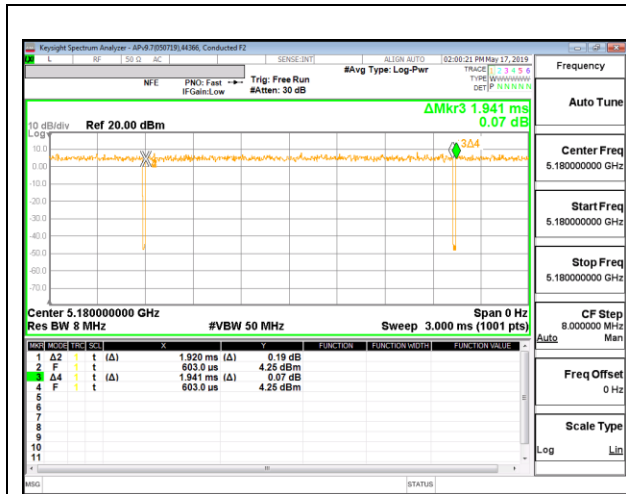 Keysight Spectrum Analyzer - APv9.7(050719),44366, Conducted F2
L RF 50 Ω AC SENSE:INT ALIGN AUTO 02:00:21 PM May 17, 2019
NFE PNO: Fast IFGain:Low Trig: Free Run #Atten: 30 dB #Avg Type: Log-Pwr
TRACE 1 2 3 4 5 6
TYPE WWWWWW
DET P N N N N N
ΔMkr3 1.941 ms
0.07 dB
10 dB/div Ref 20.00 dBm
Log
10.0
0.00
-10.0
-20.0
-30.0
-40.0
-50.0
-60.0
-70.0
3Δ4
Center 5.180000000 GHz Span 0 Hz
Res BW 8 MHz #VBW 50 MHz Sweep 3.000 ms (1001 pts)
MKR MODE TRC SCL X Y FUNCTION FUNCTION WIDTH FUNCTION VALUE
1 Δ2 1 t (Δ) 1.920 ms (Δ) 0.19 dB
2 F 1 t 603.0 µs 4.25 dBm
3 Δ4 1 t (Δ) 1.941 ms (Δ) 0.07 dB
4 F 1 t 603.0 µs 4.25 dBm
5
6
7
8
9
10
11
MSG STATUS
Frequency
Auto Tune
Center Freq
5.180000000 GHz
Start Freq
5.180000000 GHz
Stop Freq
5.180000000 GHz
CF Step
8.000000 MHz
Auto Man
Freq Offset
0 Hz
Scale Type
Log Lin